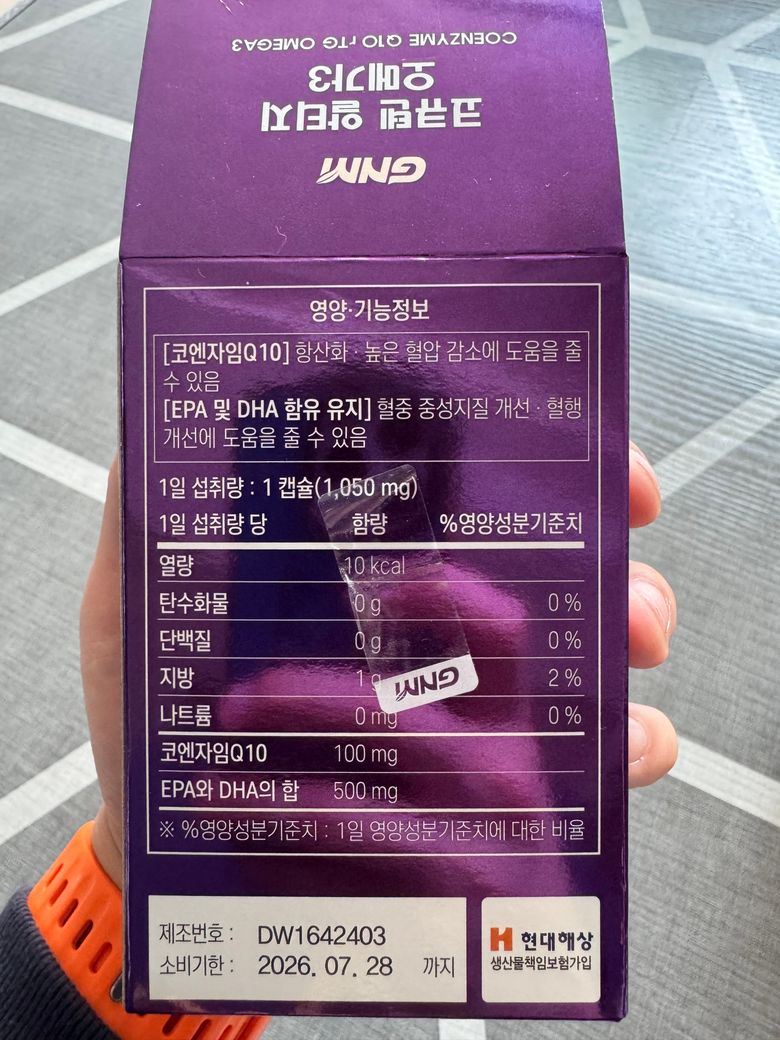 GNM
코큐텐 알티지
오메가3
COENZYME Q10 rTG OMEGA3
영양·기능정보
[코엔자임Q10] 항산화·높은 혈압 감소에 도움을 줄
수 있음
[EPA 및 DHA 함유 유지] 혈중 중성지질 개선·혈행
개선에 도움을 줄 수 있음
1일 섭취량 : 1 캡슐(1,050 mg)
1일 섭취량 당 함량 %영양성분기준치
열량 10 kcal
탄수화물 0 g 0 %
단백질 0 g 0 %
지방 1 g 2 %
GNM
나트륨 0 mg 0 %
코엔자임Q10 100 mg
EPA와 DHA의 합 500 mg
※ %영양성분기준치 : 1일 영양성분기준치에 대한 비율
제조번호 : DW1642403
소비기한 : 2026. 07. 28 까지
H 현대해상
생산물책임보험가입